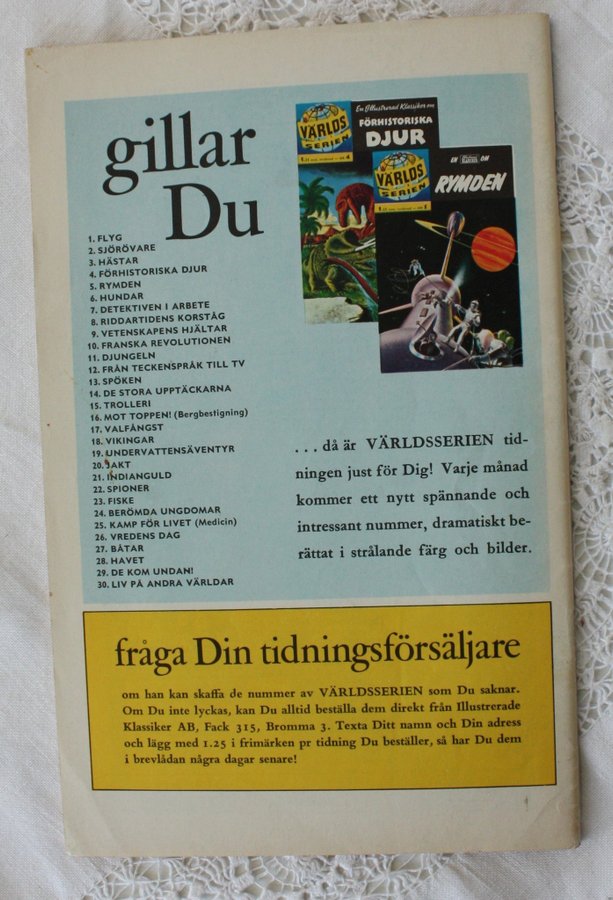 gillar
Du
1. FLYG
2. SJÖRÖVARE
3. HÄSTAR
4. FÖRHISTORISKA DJUR
5. RYMDEN
6. HUNDAR
7. DETEKTIVEN I ARBETE
8. RIDDARTIDENS KORSTÅG
9. VETENSKAPENS HJÄLTAR
10. FRANSKA REVOLUTIONEN
11. DJUNGELN
12. FRÅN TECKENSPRÅK TILL TV
13. SPÖKEN
14. DE STORA UPPTÄCKARNA
15. TROLLERI
16. MOT TOPPEN! (Bergbestigning)
17. VALFÅNGST
18. VIKINGAR
19. UNDERVATTENSÄVENTYR
20. JAKT
21. INDIANGULD
22. SPIONER
23. FISKE
24. BERÖMDA UNGDOMAR
25. KAMP FÖR LIVET (Medicin)
26. VREDENS DAG
27. BÅTAR
28. HAVET
29. DE KOM UNDAN!
30. LIV PÅ ANDRA VÄRLDAR
VÄRLDS
SERIEN
En Illustrerad Klassiker om
FÖRHISTORISKA
DJUR
VÄRLDS
SERIEN
EN
OM
RYMDEN
. . . då är VÄRLDSSERIEN tid-
ningen just för Dig! Varje månad
kommer ett nytt spännande och
intressant nummer, dramatiskt be-
rättat i strålande färg och bilder.
fråga Din tidningsförsäljare
om han kan skaffa de nummer av VÄRLDSSERIEN som Du saknar.
Om Du inte lyckas, kan Du alltid beställa dem direkt från Illustrerade
Klassiker AB, Fack 315, Bromma 3. Texta Ditt namn och Din adress
och lägg med 1.25 i frimärken pr tidning Du beställer, så har Du dem
i brevlådan några dagar senare!